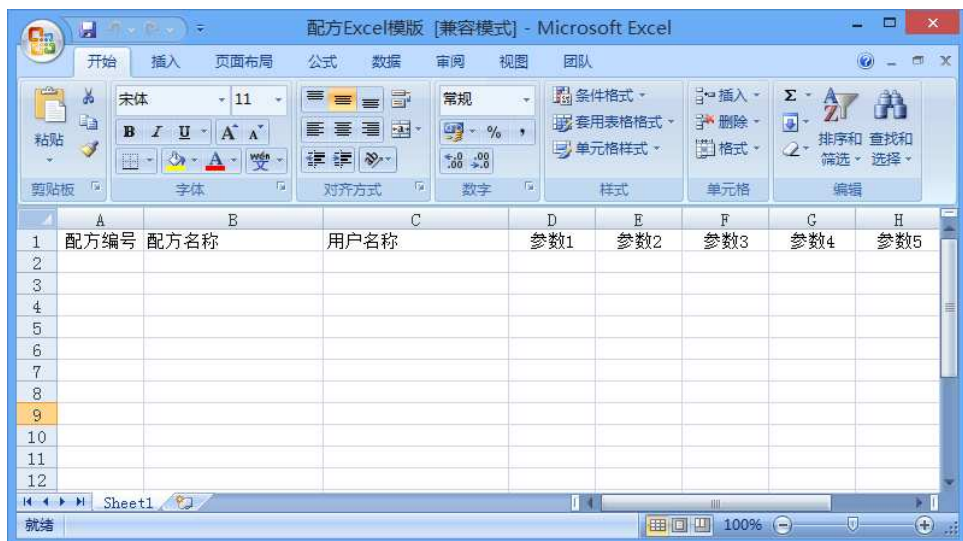 配方Excel模版 [兼容模式] - Microsoft Excel
开始 插入 页面布局 公式 数据 审阅 视图 团队
粘贴 宋体 11 常规 条件格式 插入 Σ
B I U A A % , 套用表格格式 删除 排序和筛选 查找和选择
A wén 文 .0 .00 .00 .0 单元格样式 格式
剪贴板 字体 对齐方式 数字 样式 单元格 编辑
A B C D E F G H
1 配方编号 配方名称 用户名称 参数1 参数2 参数3 参数4 参数5
2
3
4
5
6
7
8
9
10
11
12
Sheet1
就绪 100%